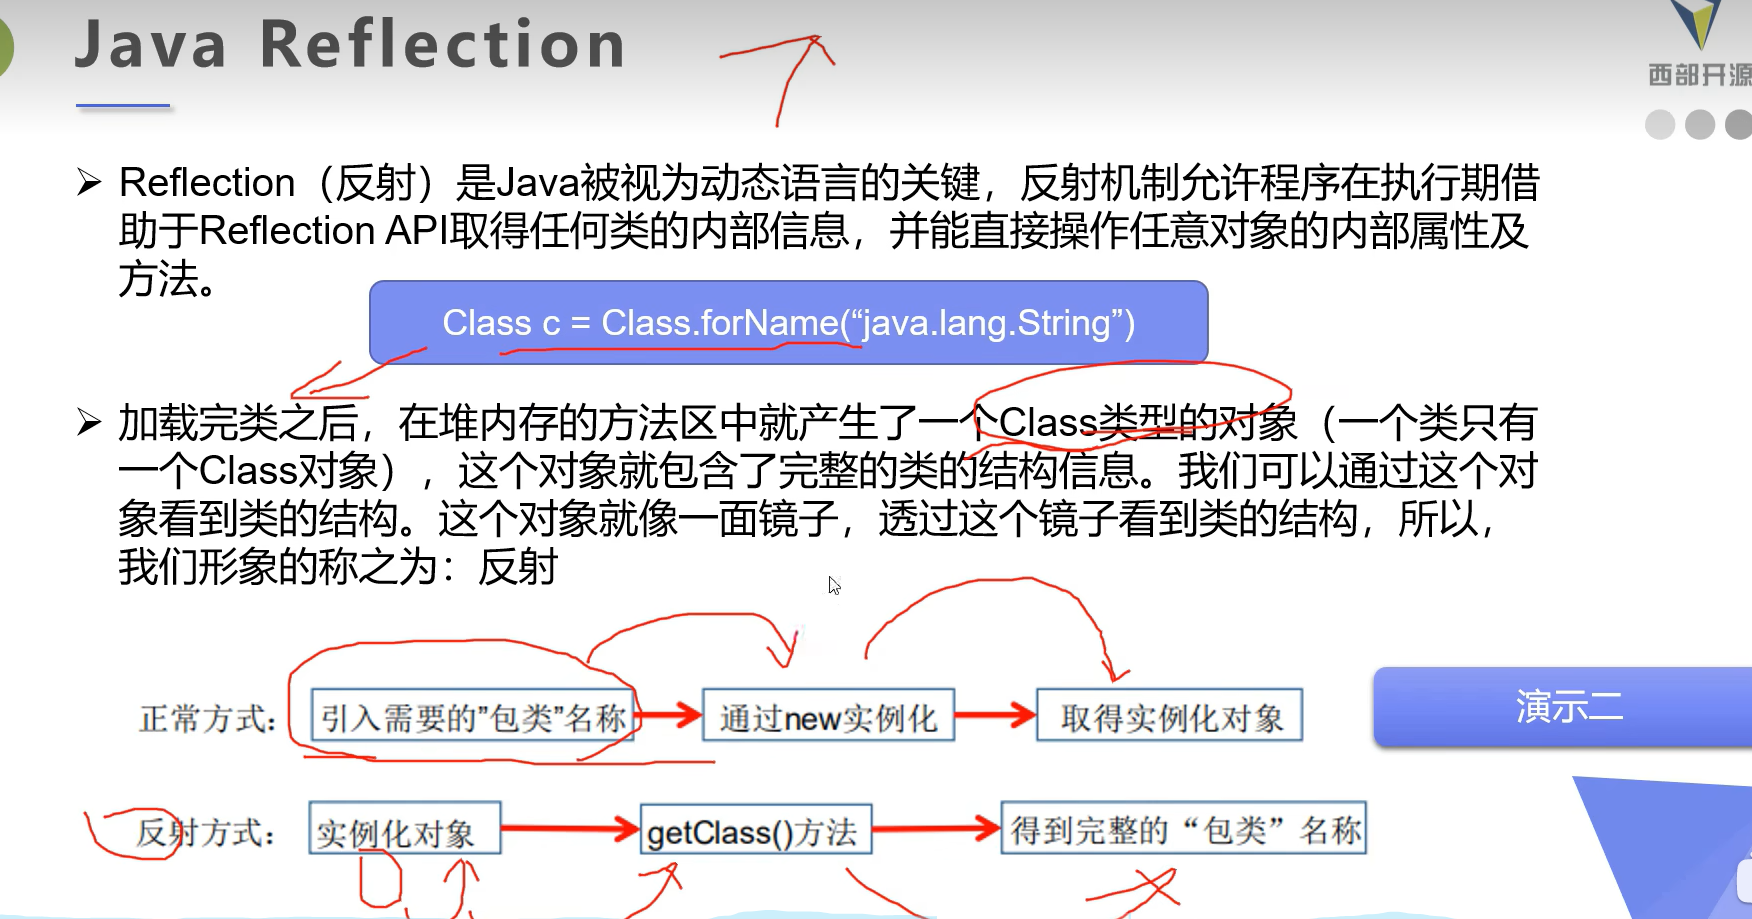 Java Reflection
西部开源
Reflection（反射）是Java被视为动态语言的关键，反射机制允许程序在执行期借
助于Reflection API取得任何类的内部信息，并能直接操作任意对象的内部属性及
方法。
Class c = Class.forName(“java.lang.String”)
加载完类之后，在堆内存的方法区中就产生了一个Class类型的对象（一个类只有
一个Class对象），这个对象就包含了完整的类的结构信息。我们可以通过这个对
象看到类的结构。这个对象就像一面镜子，透过这个镜子看到类的结构，所以，
我们形象的称之为：反射
正常方式： 引入需要的”包类”名称 通过new实例化 取得实例化对象
演示二
反射方式： 实例化对象 getClass()方法 得到完整的“包类”名称